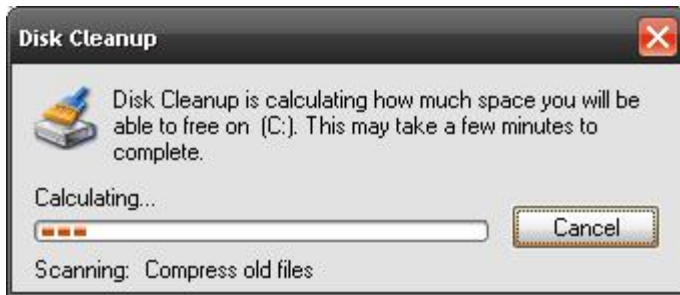 Disk Cleanup
Disk Cleanup is calculating how much space you will be
able to free on  (C:). This may take a few minutes to
complete.
Calculating...
Cancel
Scanning:  Compress old files